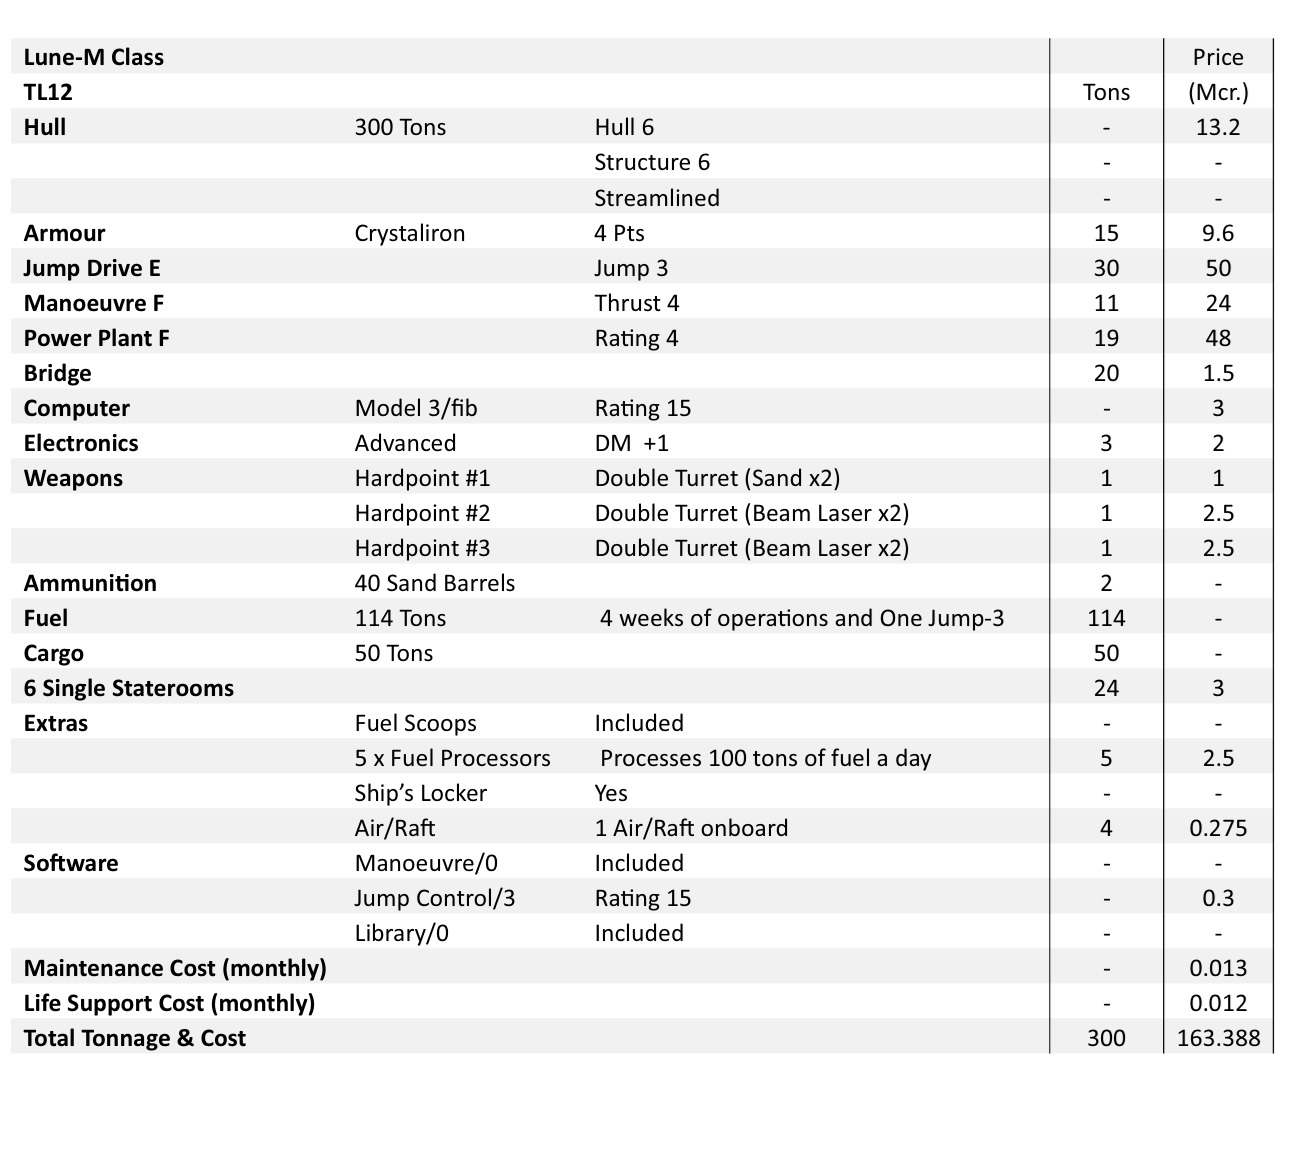 Lune-M Class Price
TL12 Tons (Mcr.)
Hull 300 Tons Hull 6 - 13.2
Structure 6 - -
Streamlined - -
Armour Crystaliron 4 Pts 15 9.6
Jump Drive E Jump 3 30 50
Manoeuvre F Thrust 4 11 24
Power Plant F Rating 4 19 48
Bridge 20 1.5
Computer Model 3/fib Rating 15 - 3
Electronics Advanced DM +1 3 2
Weapons Hardpoint #1 Double Turret (Sand x2) 1 1
Hardpoint #2 Double Turret (Beam Laser x2) 1 2.5
Hardpoint #3 Double Turret (Beam Laser x2) 1 2.5
Ammunition 40 Sand Barrels 2 -
Fuel 114 Tons 4 weeks of operations and One Jump-3 114 -
Cargo 50 Tons 50 -
6 Single Staterooms 24 3
Extras Fuel Scoops Included - -
5 x Fuel Processors Processes 100 tons of fuel a day 5 2.5
Ship's Locker Yes - -
Air/Raft 1 Air/Raft onboard 4 0.275
Software Manoeuvre/0 Included - -
Jump Control/3 Rating 15 - 0.3
Library/0 Included - -
Maintenance Cost (monthly) - 0.013
Life Support Cost (monthly) - 0.012
Total Tonnage & Cost 300 163.388